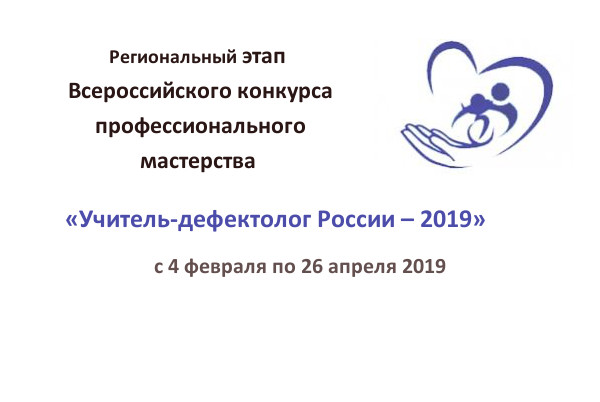 Региональный этап
Всероссийского конкурса
профессионального
мастерства
«Учитель-дефектолог России – 2019»
с 4 февраля по 26 апреля 2019